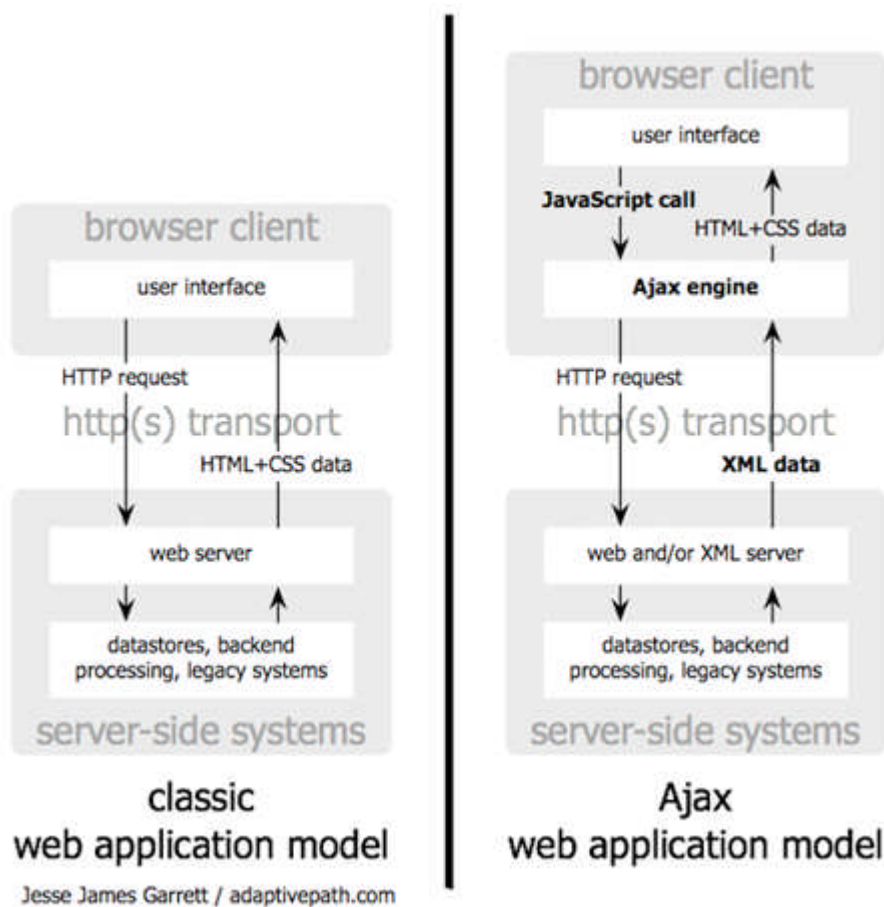 browser client
user interface
HTTP request
http(s) transport
HTML+CSS data
web server
datastores, backend
processing, legacy systems
server-side systems
classic
web application model
Jesse James Garrett / adaptivepath.com
browser client
user interface
JavaScript call
HTML+CSS data
Ajax engine
HTTP request
http(s) transport
XML data
web and/or XML server
datastores, backend
processing, legacy systems
server-side systems
Ajax
web application model